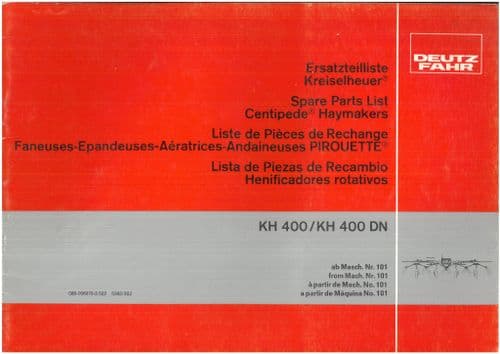 DEUTZ
FAHR
Ersatzteilliste
Kreiselheuer®
Spare Parts List
Centipede® Haymakers
Liste de Pièces de Rechange
Faneuses-Epandeuses-Aératrices-Andaineuses PIROUETTE®
Lista de Piezas de Recambio
Henificadores rotativos
KH 400/KH 400 DN
ab Masch. Nr. 101
from Mach. Nr. 101
à partir de Mach. No. 101
a partir de Máquina No. 101